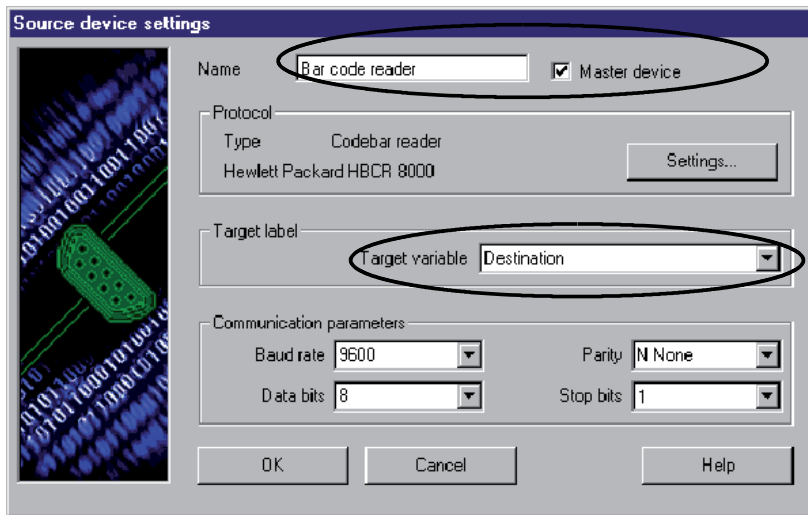 Source device settings
Name Bar code reader Master device
Protocol
Type Codebar reader
Hewlett Packard HBCR 8000
Settings...
Target label
Target variable Destination
Communication parameters
Baud rate 9600 Parity N None
Data bits 8 Stop bits 1
OK Cancel Help